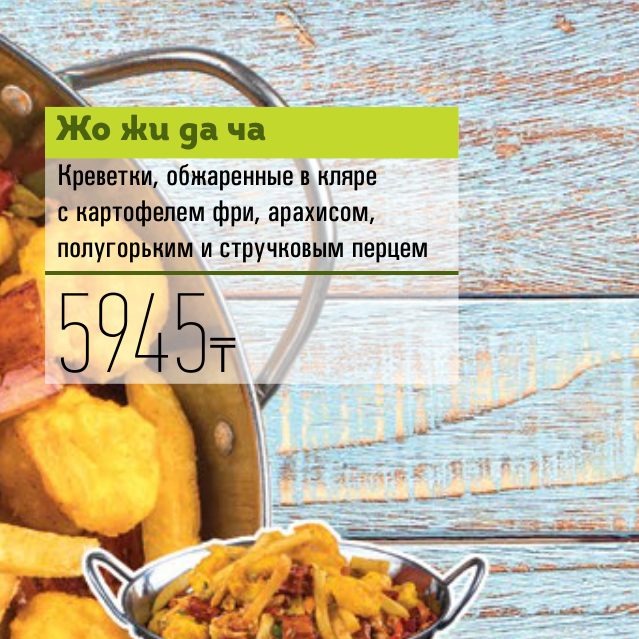 Жо жи да ча
Креветки, обжаренные в кляре
с картофелем фри, арахисом,
полугорьким и стручковым перцем
5945₸